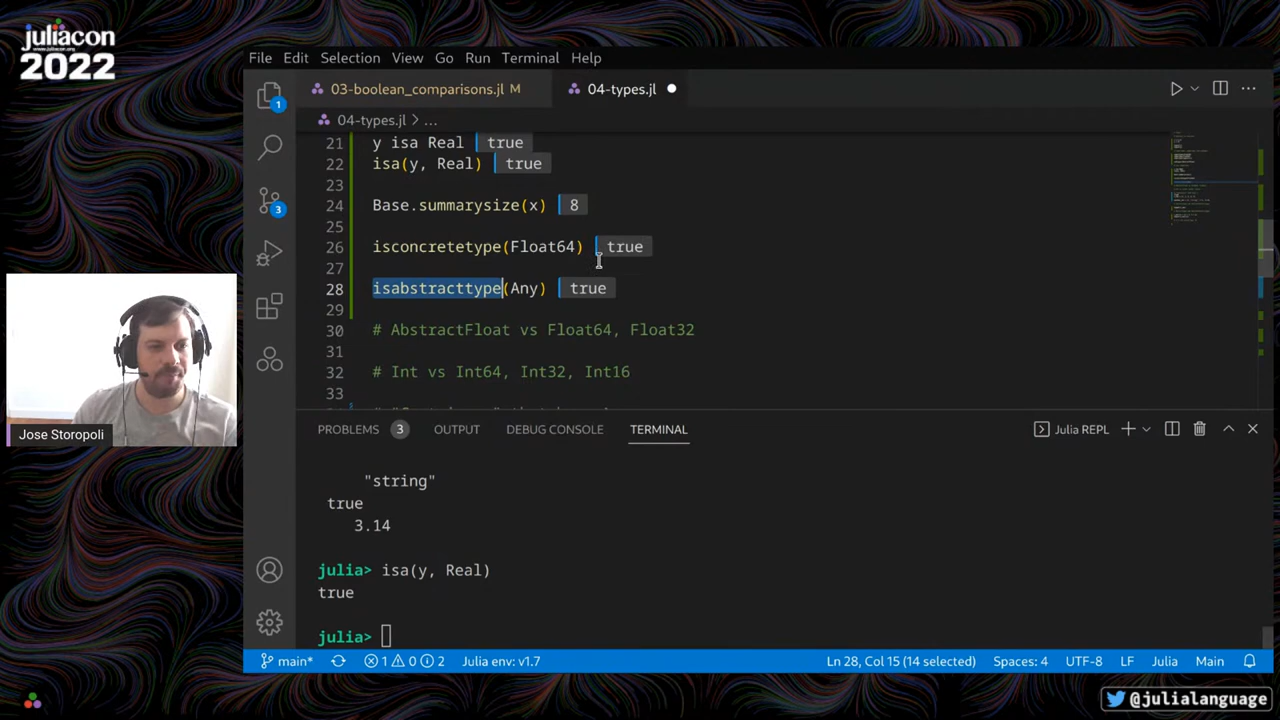 juliacon
www.juliacon.org
2022
File Edit Selection View Go Run Terminal Help
03-boolean_comparisons.jl M 04-types.jl
04-types.jl > ...
21 y isa Real true
22 isa(y, Real) true
23
24 Base.summarysize(x) 8
25
26 isconcretetype(Float64) true
27
28 isabstracttype(Any) true
29
30 # AbstractFloat vs Float64, Float32
31
32 # Int vs Int64, Int32, Int16
33
1
3
Jose Storopoli
PROBLEMS 3 OUTPUT DEBUG CONSOLE TERMINAL Julia REPL
"string"
true
3.14
julia> isa(y, Real)
true
julia>
main* 1 0 2 Julia env: v1.7 Ln 28, Col 15 (14 selected) Spaces: 4 UTF-8 LF Julia Main
@julialanguage